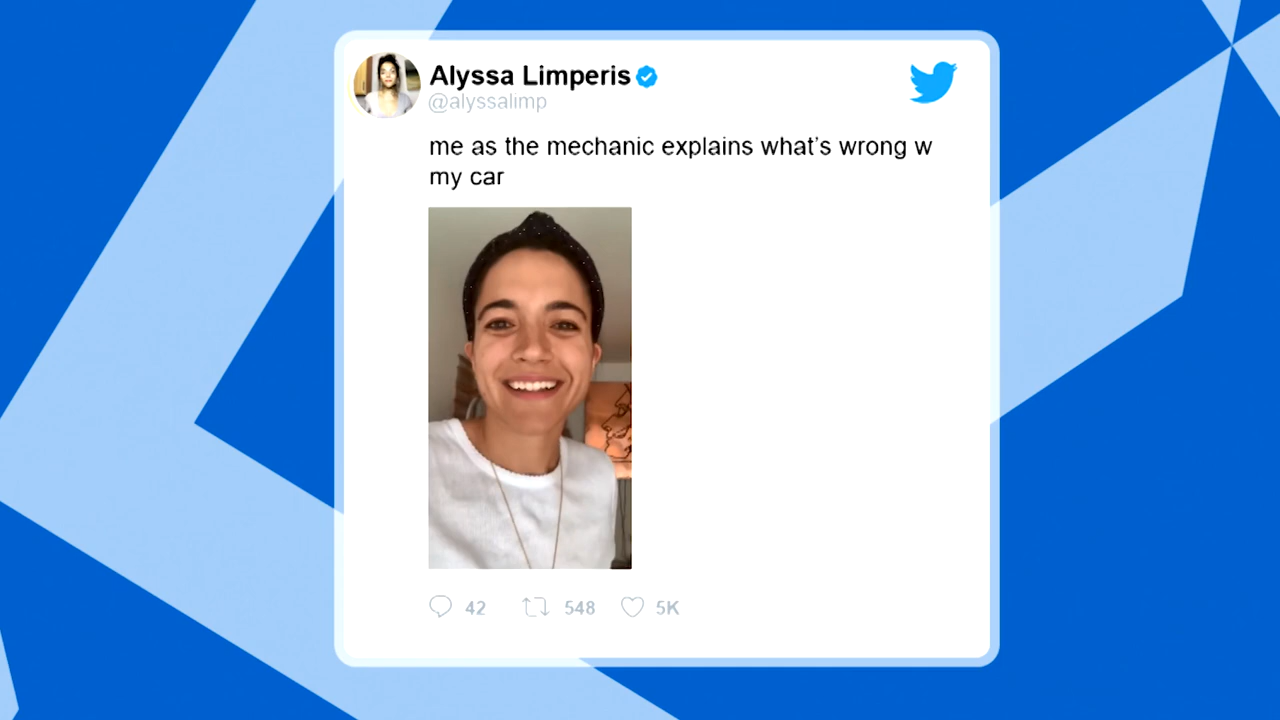 Alyssa Limperis
@alyssalimp
me as the mechanic explains what's wrong w
my car
42 548 5K